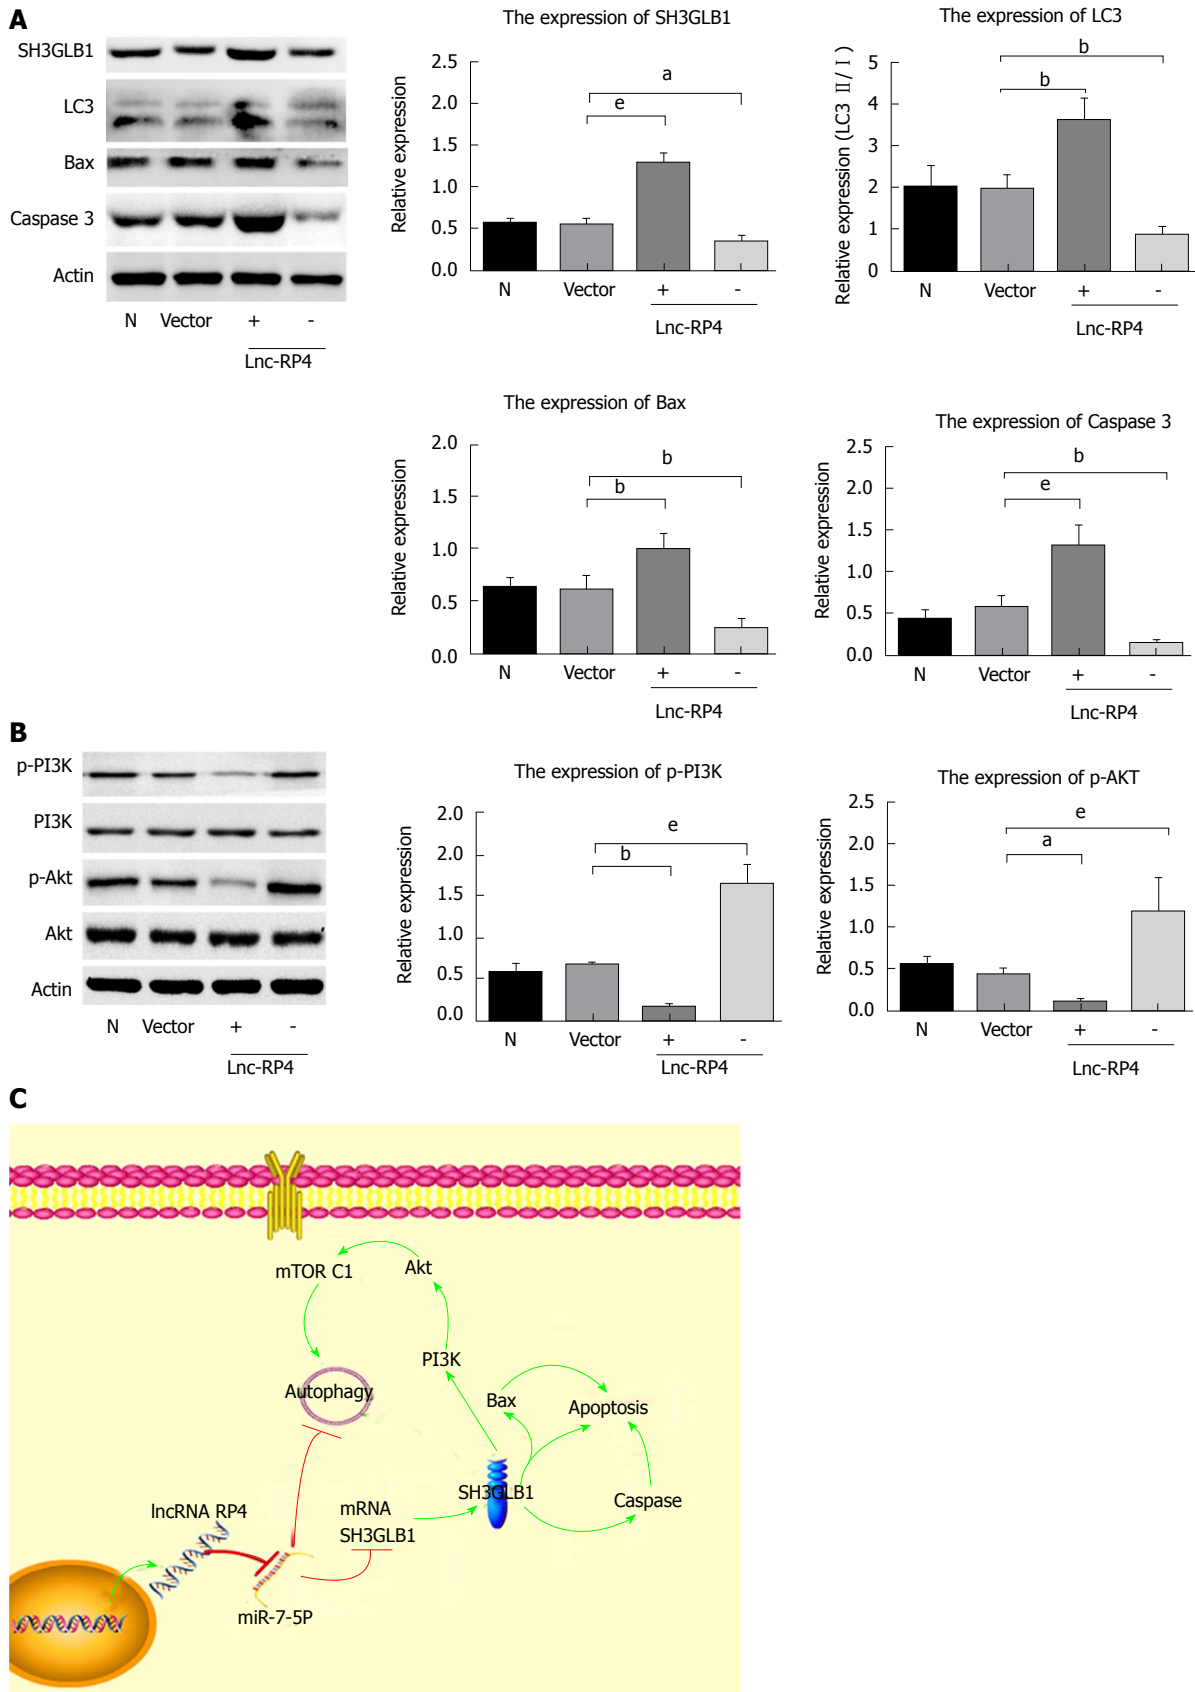 A
SH3GLB1
LC3
Bax
Caspase 3
Actin
N Vector + -
Lnc-RP4
The expression of SH3GLB1
Relative expression
2.5
2.0
1.5
1.0
0.5
0.0
a
e
N Vector + -
Lnc-RP4
The expression of LC3
Relative expression (LC3 Ⅱ/Ⅰ)
5
4
3
2
1
0
b
b
N Vector + -
Lnc-RP4
The expression of Bax
Relative expression
2.0
1.5
1.0
0.5
0.0
b
b
N Vector + -
Lnc-RP4
The expression of Caspase 3
Relative expression
2.5
2.0
1.5
1.0
0.5
0.0
b
e
N Vector + -
Lnc-RP4
B
p-PI3K
PI3K
p-Akt
Akt
Actin
N Vector + -
Lnc-RP4
The expression of p-PI3K
Relative expression
2.0
2.0
1.5
1.0
0.5
0.0
e
b
N Vector + -
Lnc-RP4
The expression of p-AKT
Relative expression
2.5
2.0
1.5
1.0
0.5
0.0
e
a
N Vector + -
Lnc-RP4
C
mTOR C1
Akt
PI3K
Autophagy
Bax
Apoptosis
SH3GLB1
Caspase
lncRNA RP4
mRNA
SH3GLB1
miR-7-5P